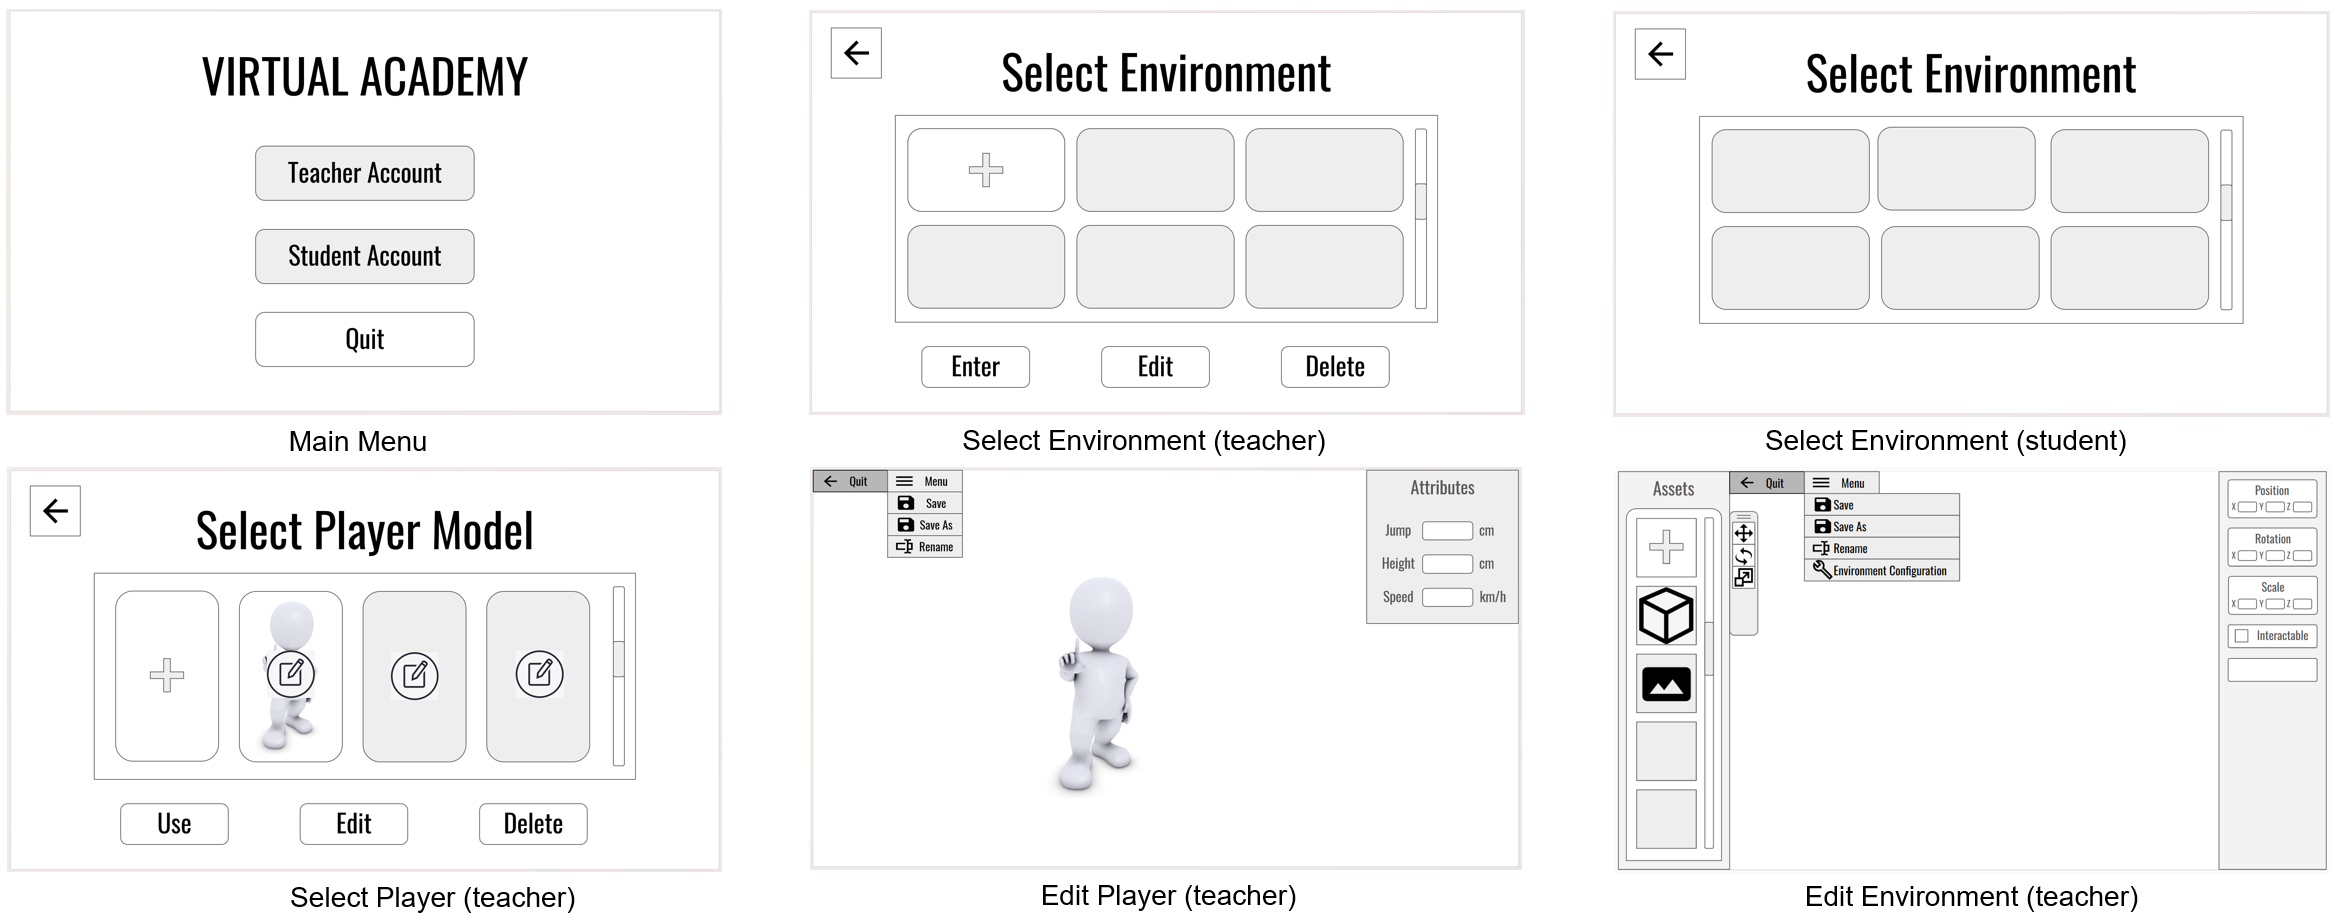 VIRTUAL ACADEMY
Teacher Account
Student Account
Quit
Main Menu
Select Environment
Enter Edit Delete
Select Environment (teacher)
Select Environment
Select Environment (student)
Select Player Model
Use Edit Delete
Select Player (teacher)
Quit Menu
Save
Save As
Rename
Attributes
Jump cm
Height cm
Speed km/h
Edit Player (teacher)
Assets
Quit Menu
Save
Save As
Rename
Environment Configuration
Position
X Y Z
Rotation
X Y Z
Scale
X Y Z
Interactable
Edit Environment (teacher)